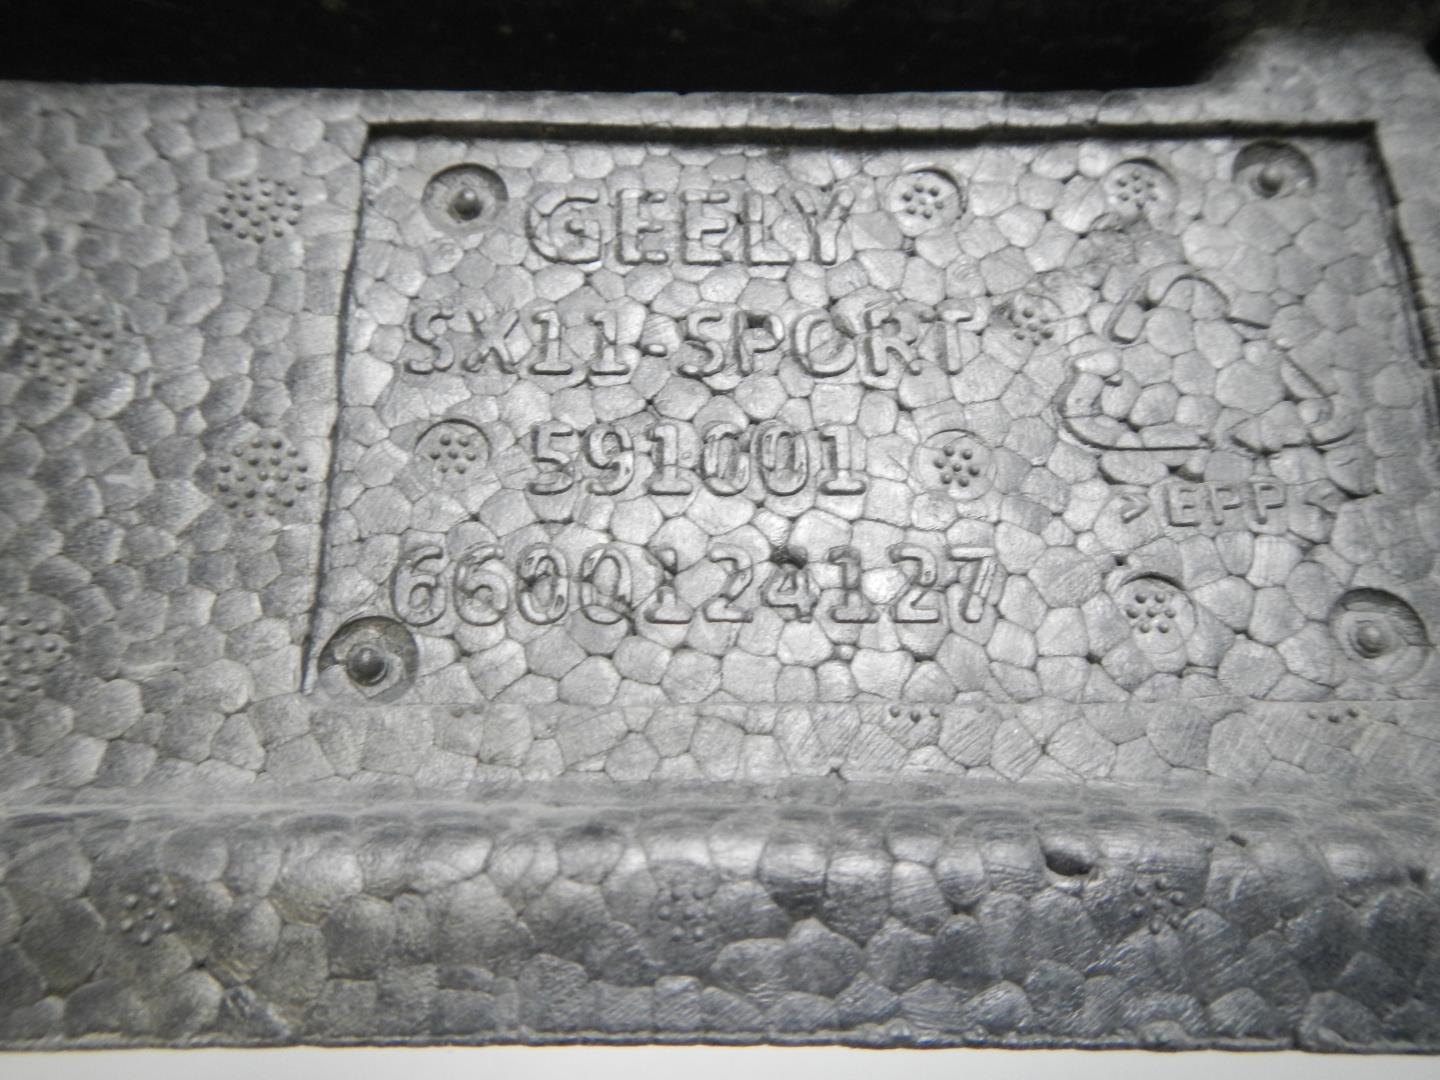 GEELY
SX11-SPORT
591001
6600124127
>EPP<